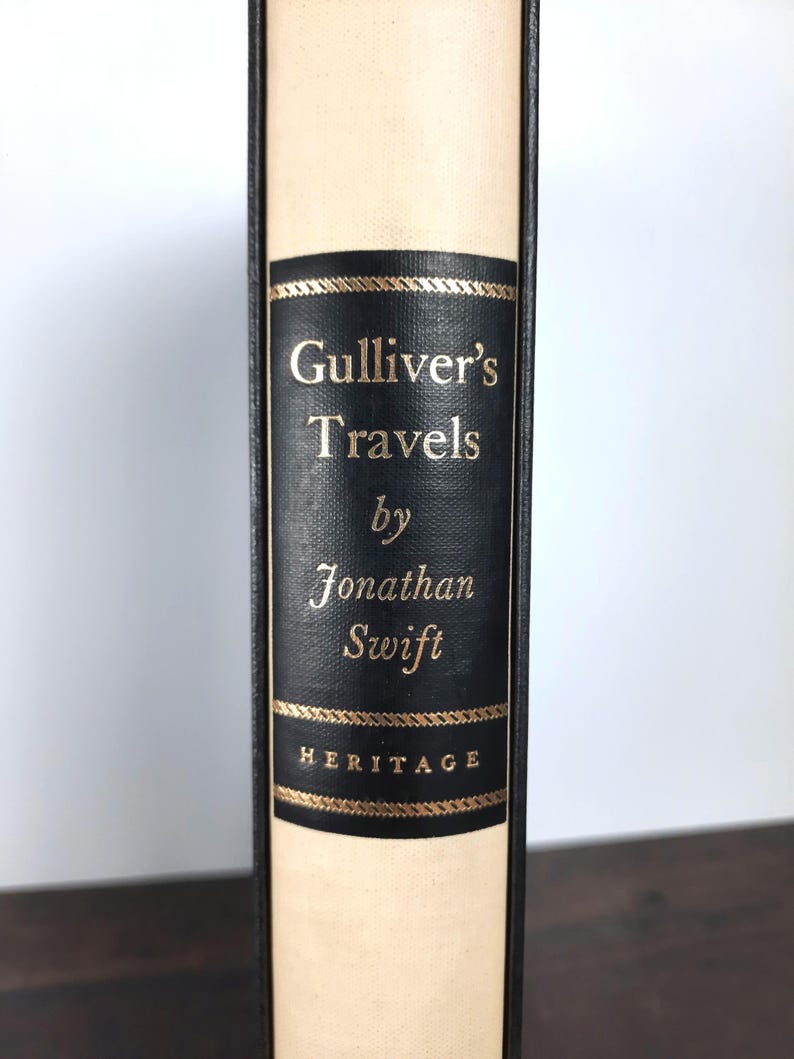 Gulliver's
Travels
by
Jonathan
Swift
HERITAGE